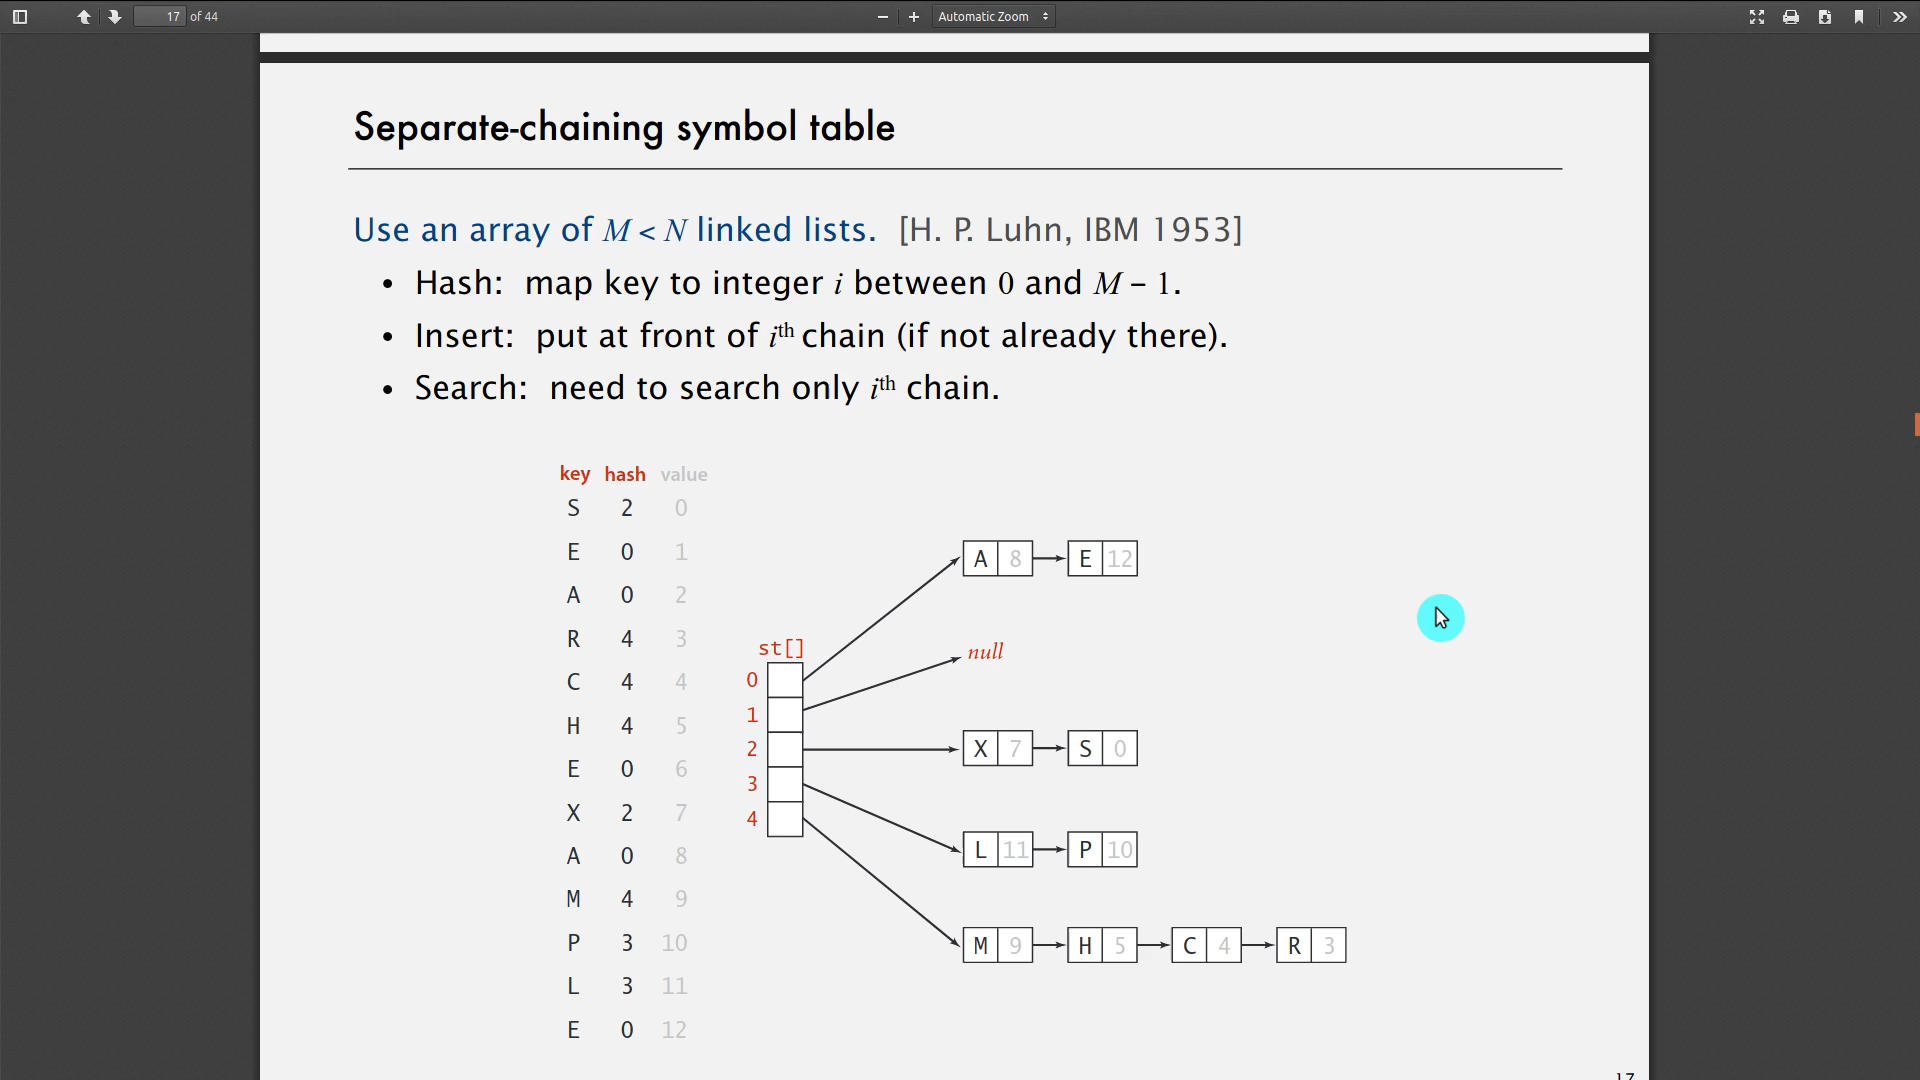 17 of 44
Automatic Zoom
Separate-chaining symbol table
Use an array of M < N linked lists. [H. P. Luhn, IBM 1953]
• Hash: map key to integer i between 0 and M – 1.
• Insert: put at front of ith chain (if not already there).
• Search: need to search only ith chain.
key hash value
S 2 0
E 0 1
A 0 2
R 4 3
C 4 4
H 4 5
E 0 6
X 2 7
A 0 8
M 4 9
P 3 10
L 3 11
E 0 12
st[]
0
1
2
3
4
A 8 E 12
null
X 7 S 0
L 11 P 10
M 9 H 5 C 4 R 3
17